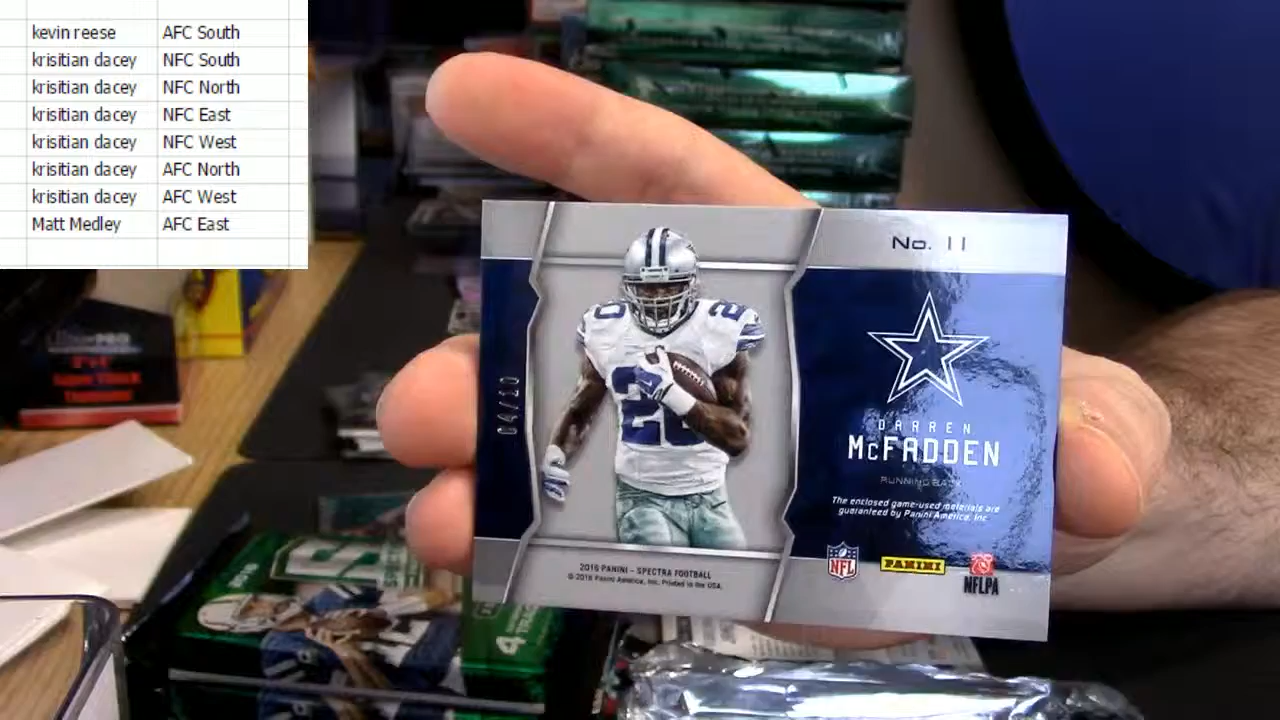 kevin reese AFC South
krisitian dacey NFC South
krisitian dacey NFC North
krisitian dacey NFC East
krisitian dacey NFC West
krisitian dacey AFC North
krisitian dacey AFC West
Matt Medley AFC East
No. 11
20
20
DARREN
McFADDEN
RUNNING BACK
The enclosed game-used materials are
guaranteed by Panini America, Inc
NFL
PANINI
NFLPA
2016 PANINI - SPECTRA FOOTBALL
© 2016 Panini America, Inc. Printed in the USA.
4